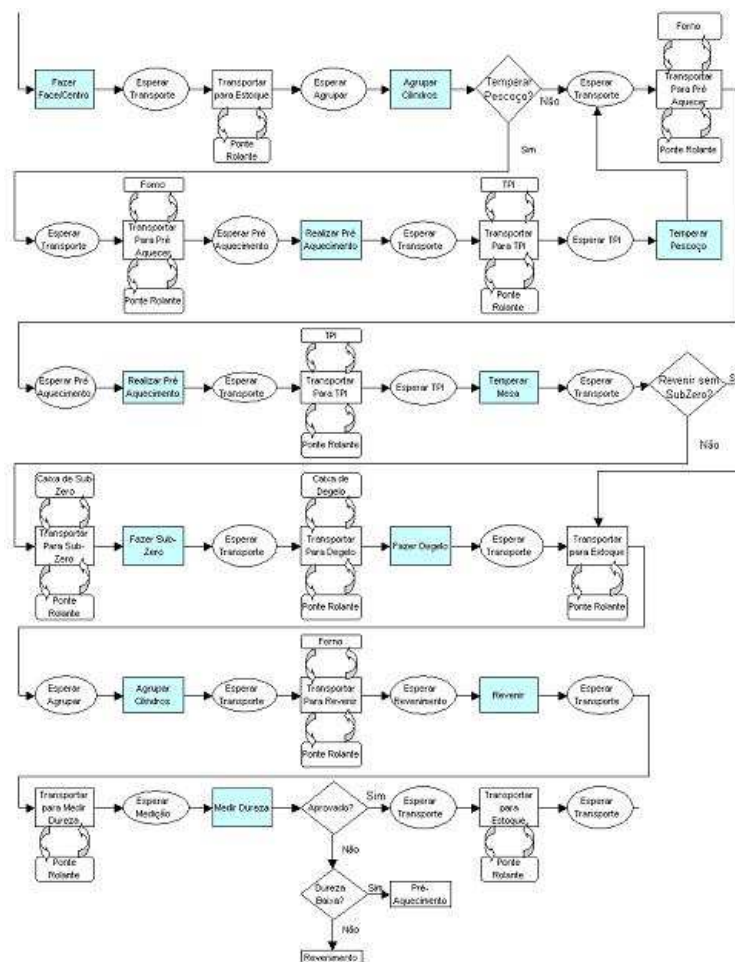 Forno
Fazer
Face/Centro
Esperar
Transporte
Transportar
para Estoque
Esperar
Agrupar
Agrupar
Cilindros
Temperar
Pescoço?
Não
Esperar
Transporte
Transportar
Para Pré
Aquecer
Ponte
Rolante
Ponte Rolante
Sim
Forno
TPI
Esperar
Transporte
Transportar
Para Pré
Aquecer
Esperar Pré
Aquecimento
Realizar Pré
Aquecimento
Esperar
Transporte
Transportar
Para TPI
Esperar TPI
Temperar
Pescoço
Ponte Rolante
Ponte
Rolante
TPI
Esperar Pré
Aquecimento
Realizar Pré
Aquecimento
Esperar
Transporte
Transportar
Para TPI
Esperar TPI
Temperar
Mesa
Esperar
Transporte
Revenir sem
SubZero?
S
Ponte Rolante
Não
Caixa de Sub-
Zero
Caixa de
Degelo
Transportar
Para Sub-
Zero
Fazer Sub-
Zero
Esperar
Transporte
Transportar
Para Degelo
Fazer Degelo
Esperar
Transporte
Transportar
para Estoque
Ponte
Rolante
Ponte Rolante
Ponte Rolante
Forno
Esperar
Agrupar
Agrupar
Cilindros
Esperar
Transporte
Transportar
Para Revenir
Esperar
Revenimento
Revenir
Esperar
Transporte
Ponte Rolante
Transportar
para Medir
Dureza
Esperar
Medição
Medir Dureza
Aprovado?
Sim
Esperar
Transporte
Transportar
para
Estoque
Esperar
Transporte
Ponte Rolante
Ponte
Rolante
Não
Dureza
Baixa?
Sim
Pré-
Aquecimento
Não
Revenimento